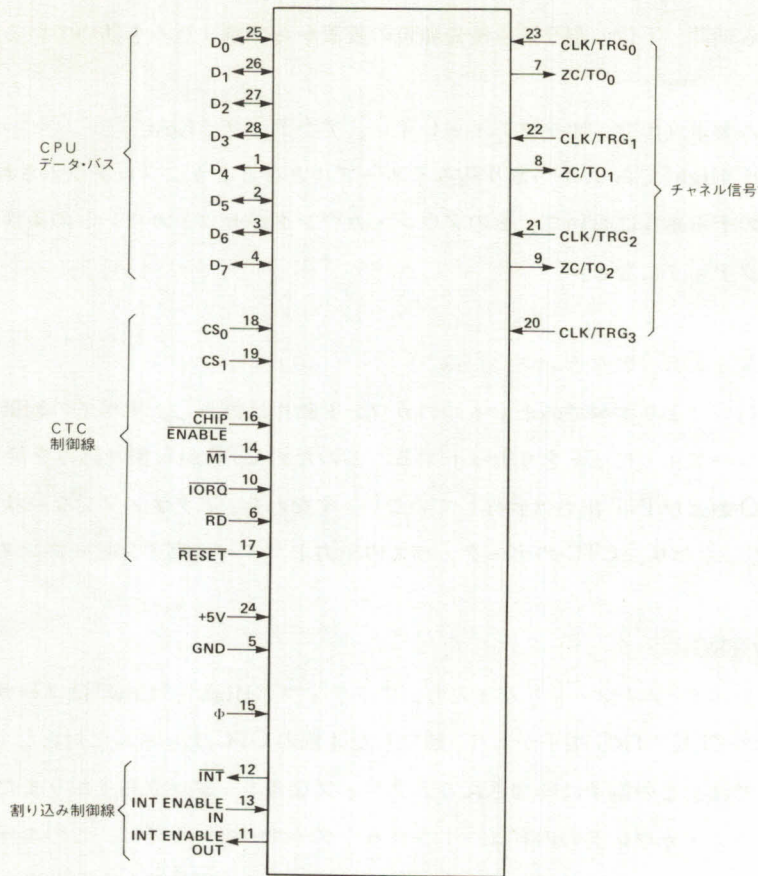 D0 25
D1 26
D2 27
D3 28
D4 1
D5 2
D6 3
D7 4
CPU
データ・バス
CS0 18
CS1 19
CHIP ENABLE 16
M1 14
IORQ 10
RD 6
RESET 17
CTC
制御線
+5V 24
GND 5
Φ 15
INT 12
INT ENABLE IN 13
INT ENABLE OUT 11
割り込み制御線
23 CLK/TRG0
7 ZC/TO0
22 CLK/TRG1
8 ZC/TO1
21 CLK/TRG2
9 ZC/TO2
20 CLK/TRG3
チャネル信号